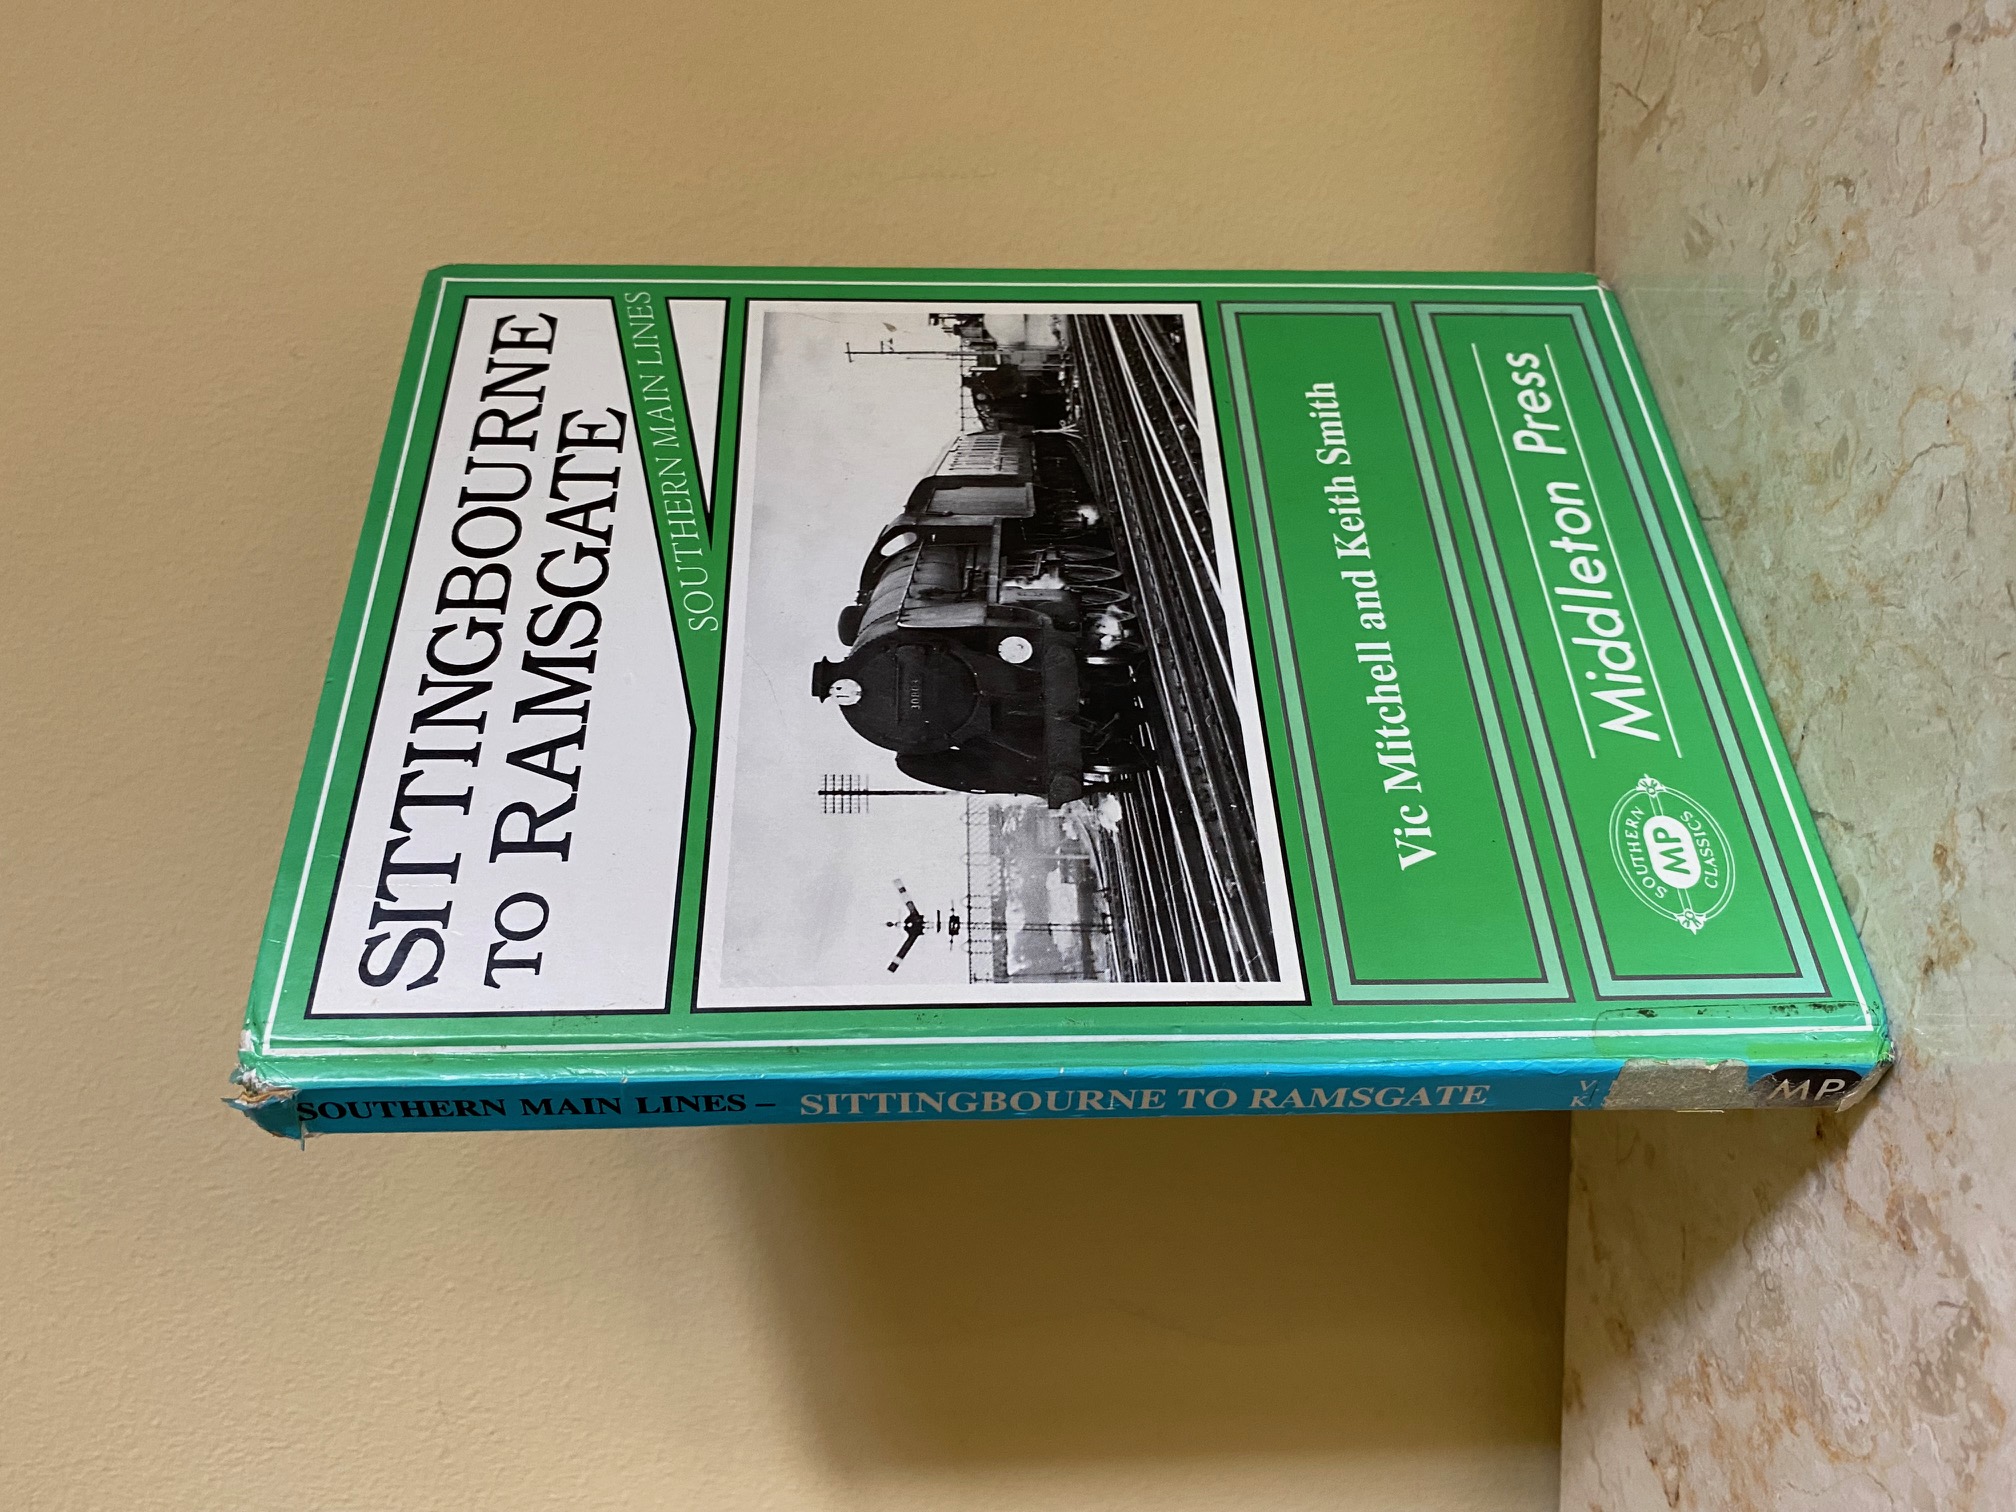 SITTINGBOURNE
TO RAMSGATE
SOUTHERN MAIN LINES
Vic Mitchell and Keith Smith
SOUTHERN
MP
CLASSICS
Middleton Press
SOUTHERN MAIN LINES – SITTINGBOURNE TO RAMSGATE
V.
K.
MP